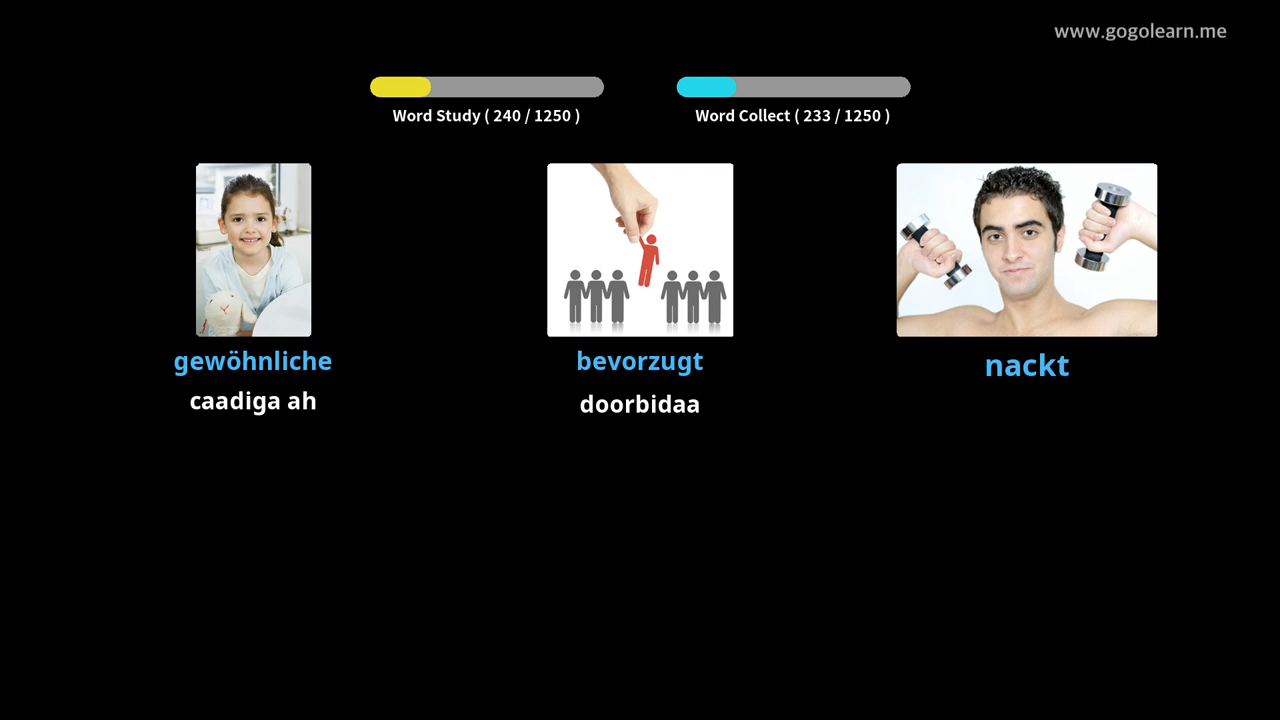 www.gogolearn.me
Word Study ( 240 / 1250 )
Word Collect ( 233 / 1250 )
gewöhnliche
caadiga ah
bevorzugt
doorbidaa
nackt